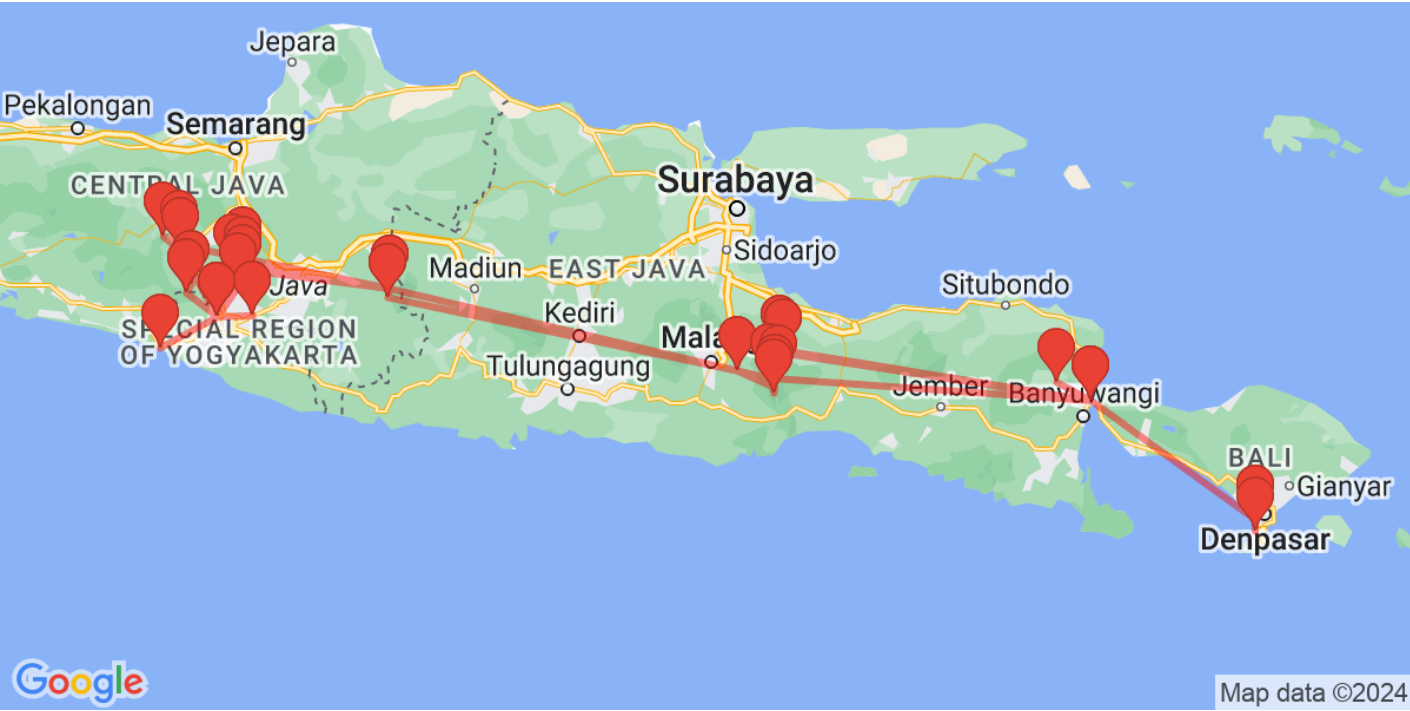 Jepara
Pekalongan
Semarang
CENTRAL JAVA
Surabaya
Sidoarjo
Madiun
EAST JAVA
Java
Situbondo
Kediri
SPECIAL REGION
OF YOGYAKARTA
Tulungagung
Jember
Banyuwangi
BALI
Gianyar
Denpasar
Google
Map data ©2024